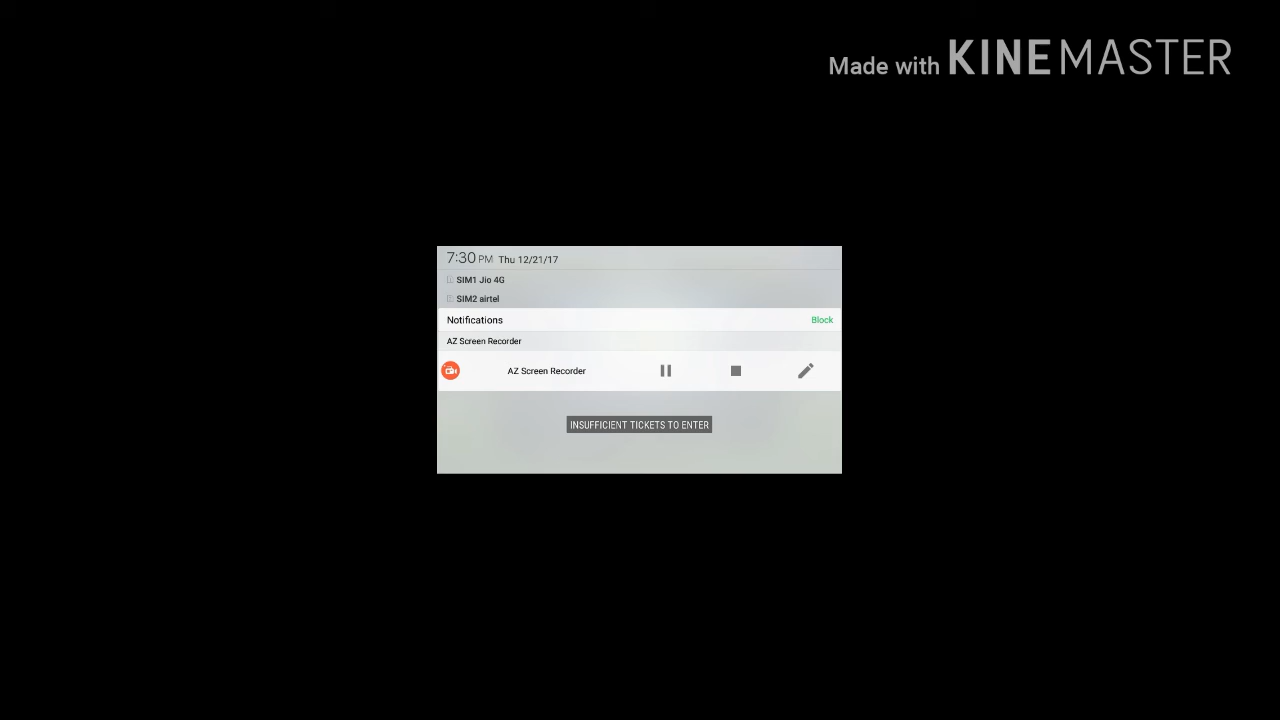 Made with KINEMASTER
7:30 PM Thu 12/21/17
SIM1 Jio 4G
SIM2 airtel
Notifications Block
AZ Screen Recorder
AZ Screen Recorder
INSUFFICIENT TICKETS TO ENTER